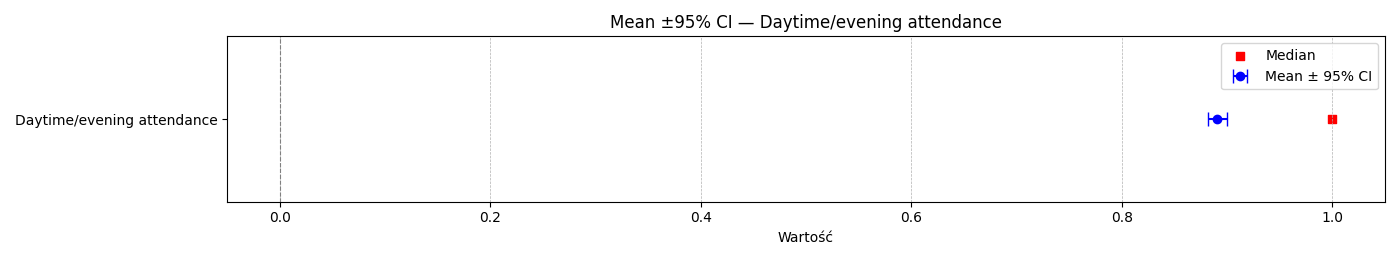 Mean ±95% CI — Daytime/evening attendance
Median
Mean ± 95% CI
Daytime/evening attendance
0.0 0.2 0.4 0.6 0.8 1.0
Wartość